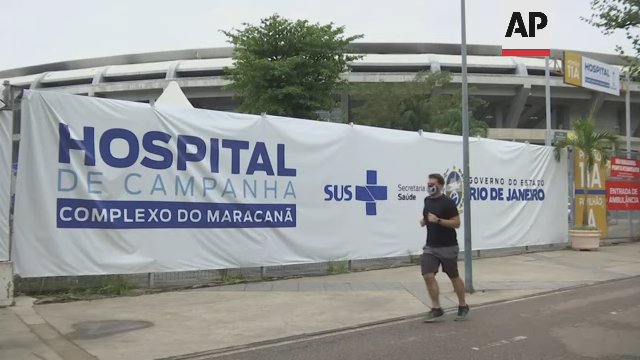 AP
HOSPITAL
DE CAMPANHA
COMPLEXO DO MARACANÃ
SUS
Secretaria
Saúde
GOVERNO DO ESTADO
RIO DE JANEIRO
HOSPITAL
ENTRADA DE
AMBULÂNCIA